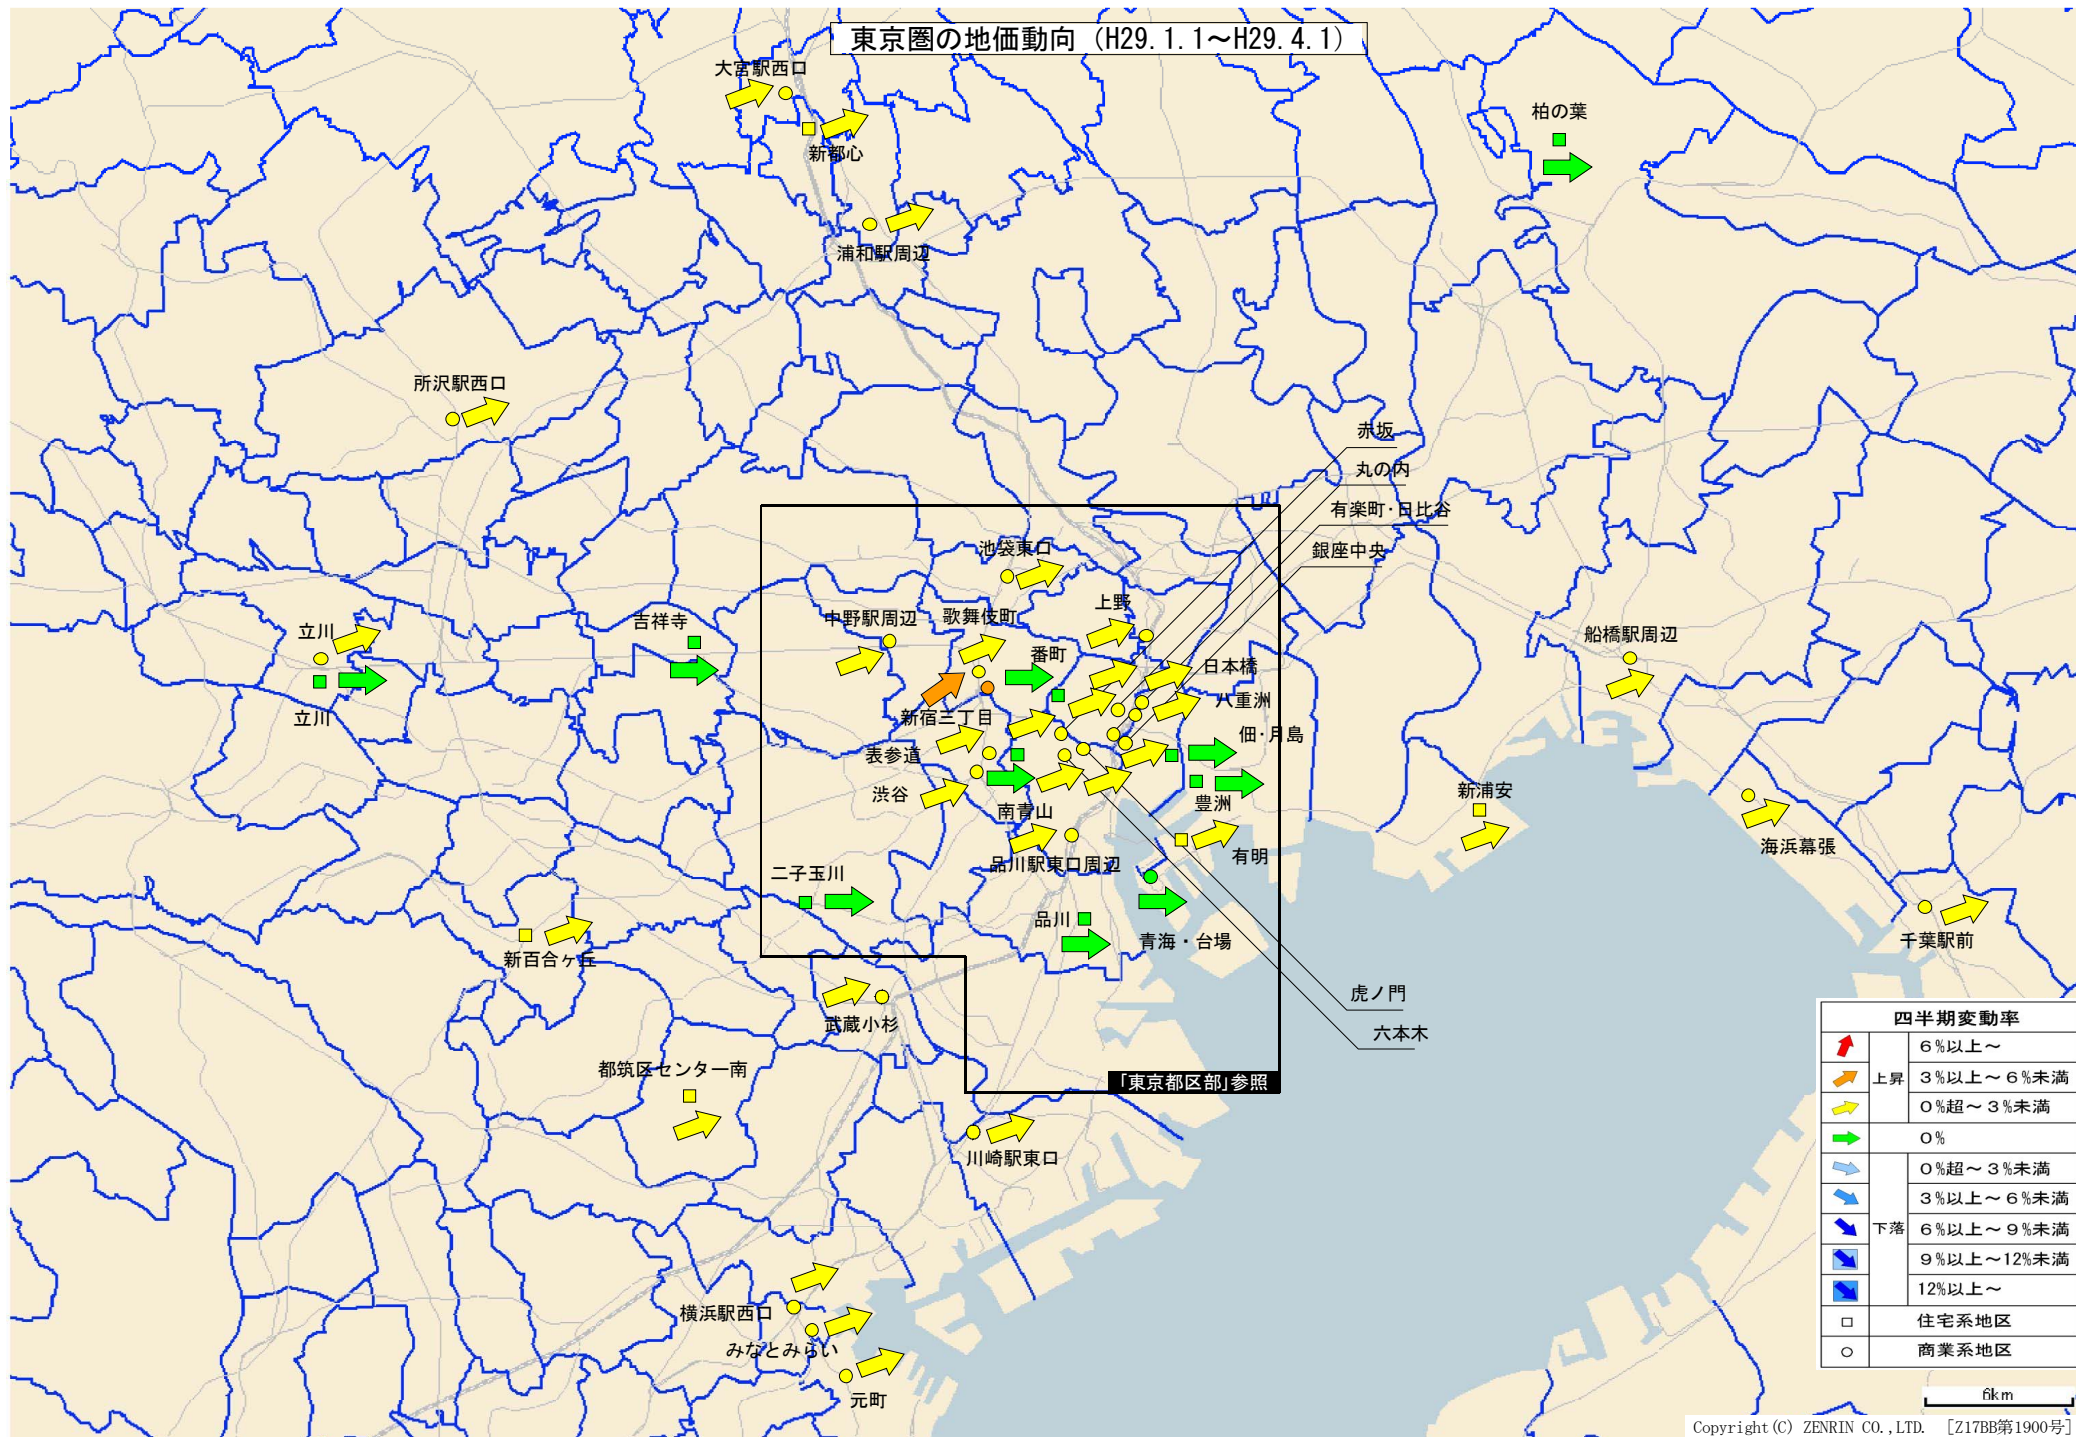 東京圏の地価動向（H29.1.1～H29.4.1）
大宮駅西口
新都心
柏の葉
浦和駅周辺
所沢駅西口
赤坂
丸の内
有楽町･日比谷
銀座中央
池袋東口
上野
中野駅周辺
歌舞伎町
立川
吉祥寺
船橋駅周辺
番町
日本橋
立川
新宿三丁目
八重洲
佃･月島
表参道
渋谷
南青山
豊洲
新浦安
海浜幕張
品川駅東口周辺
有明
二子玉川
品川
青海・台場
千葉駅前
新百合ヶ丘
虎ノ門
武蔵小杉
六本木
都筑区センター南
｢東京都区部｣参照
川崎駅東口
横浜駅西口
みなとみらい
元町
四半期変動率
上昇
6%以上～
3%以上～6%未満
0%超～3%未満
0%
下落
0%超～3%未満
3%以上～6%未満
6%以上～9%未満
9%以上～12%未満
12%以上～
住宅系地区
商業系地区
6km
Copyright(C) ZENRIN CO.,LTD. [Z17BB第1900号]